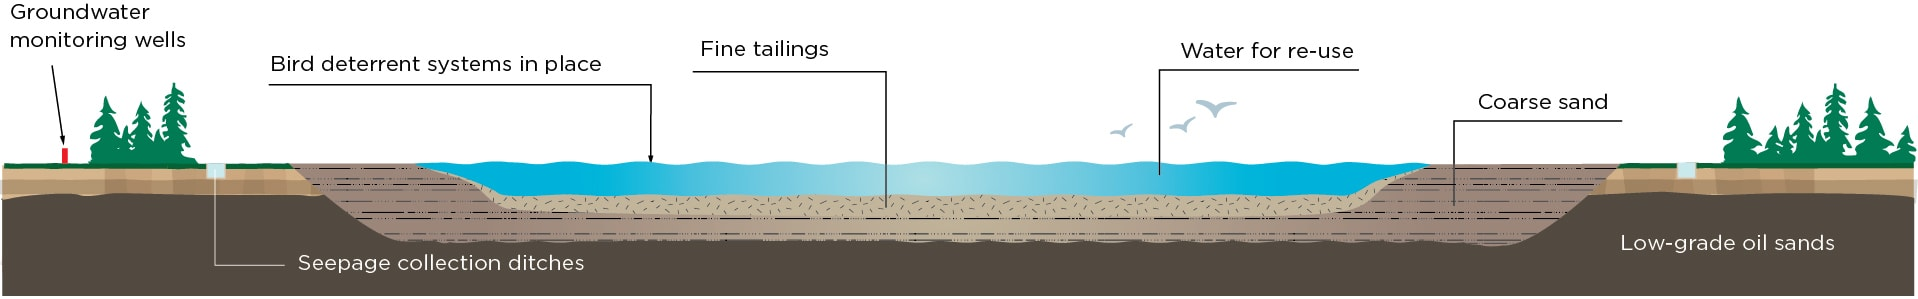 Groundwater
monitoring wells
Bird deterrent systems in place
Fine tailings
Water for re-use
Coarse sand
Low-grade oil sands
Seepage collection ditches